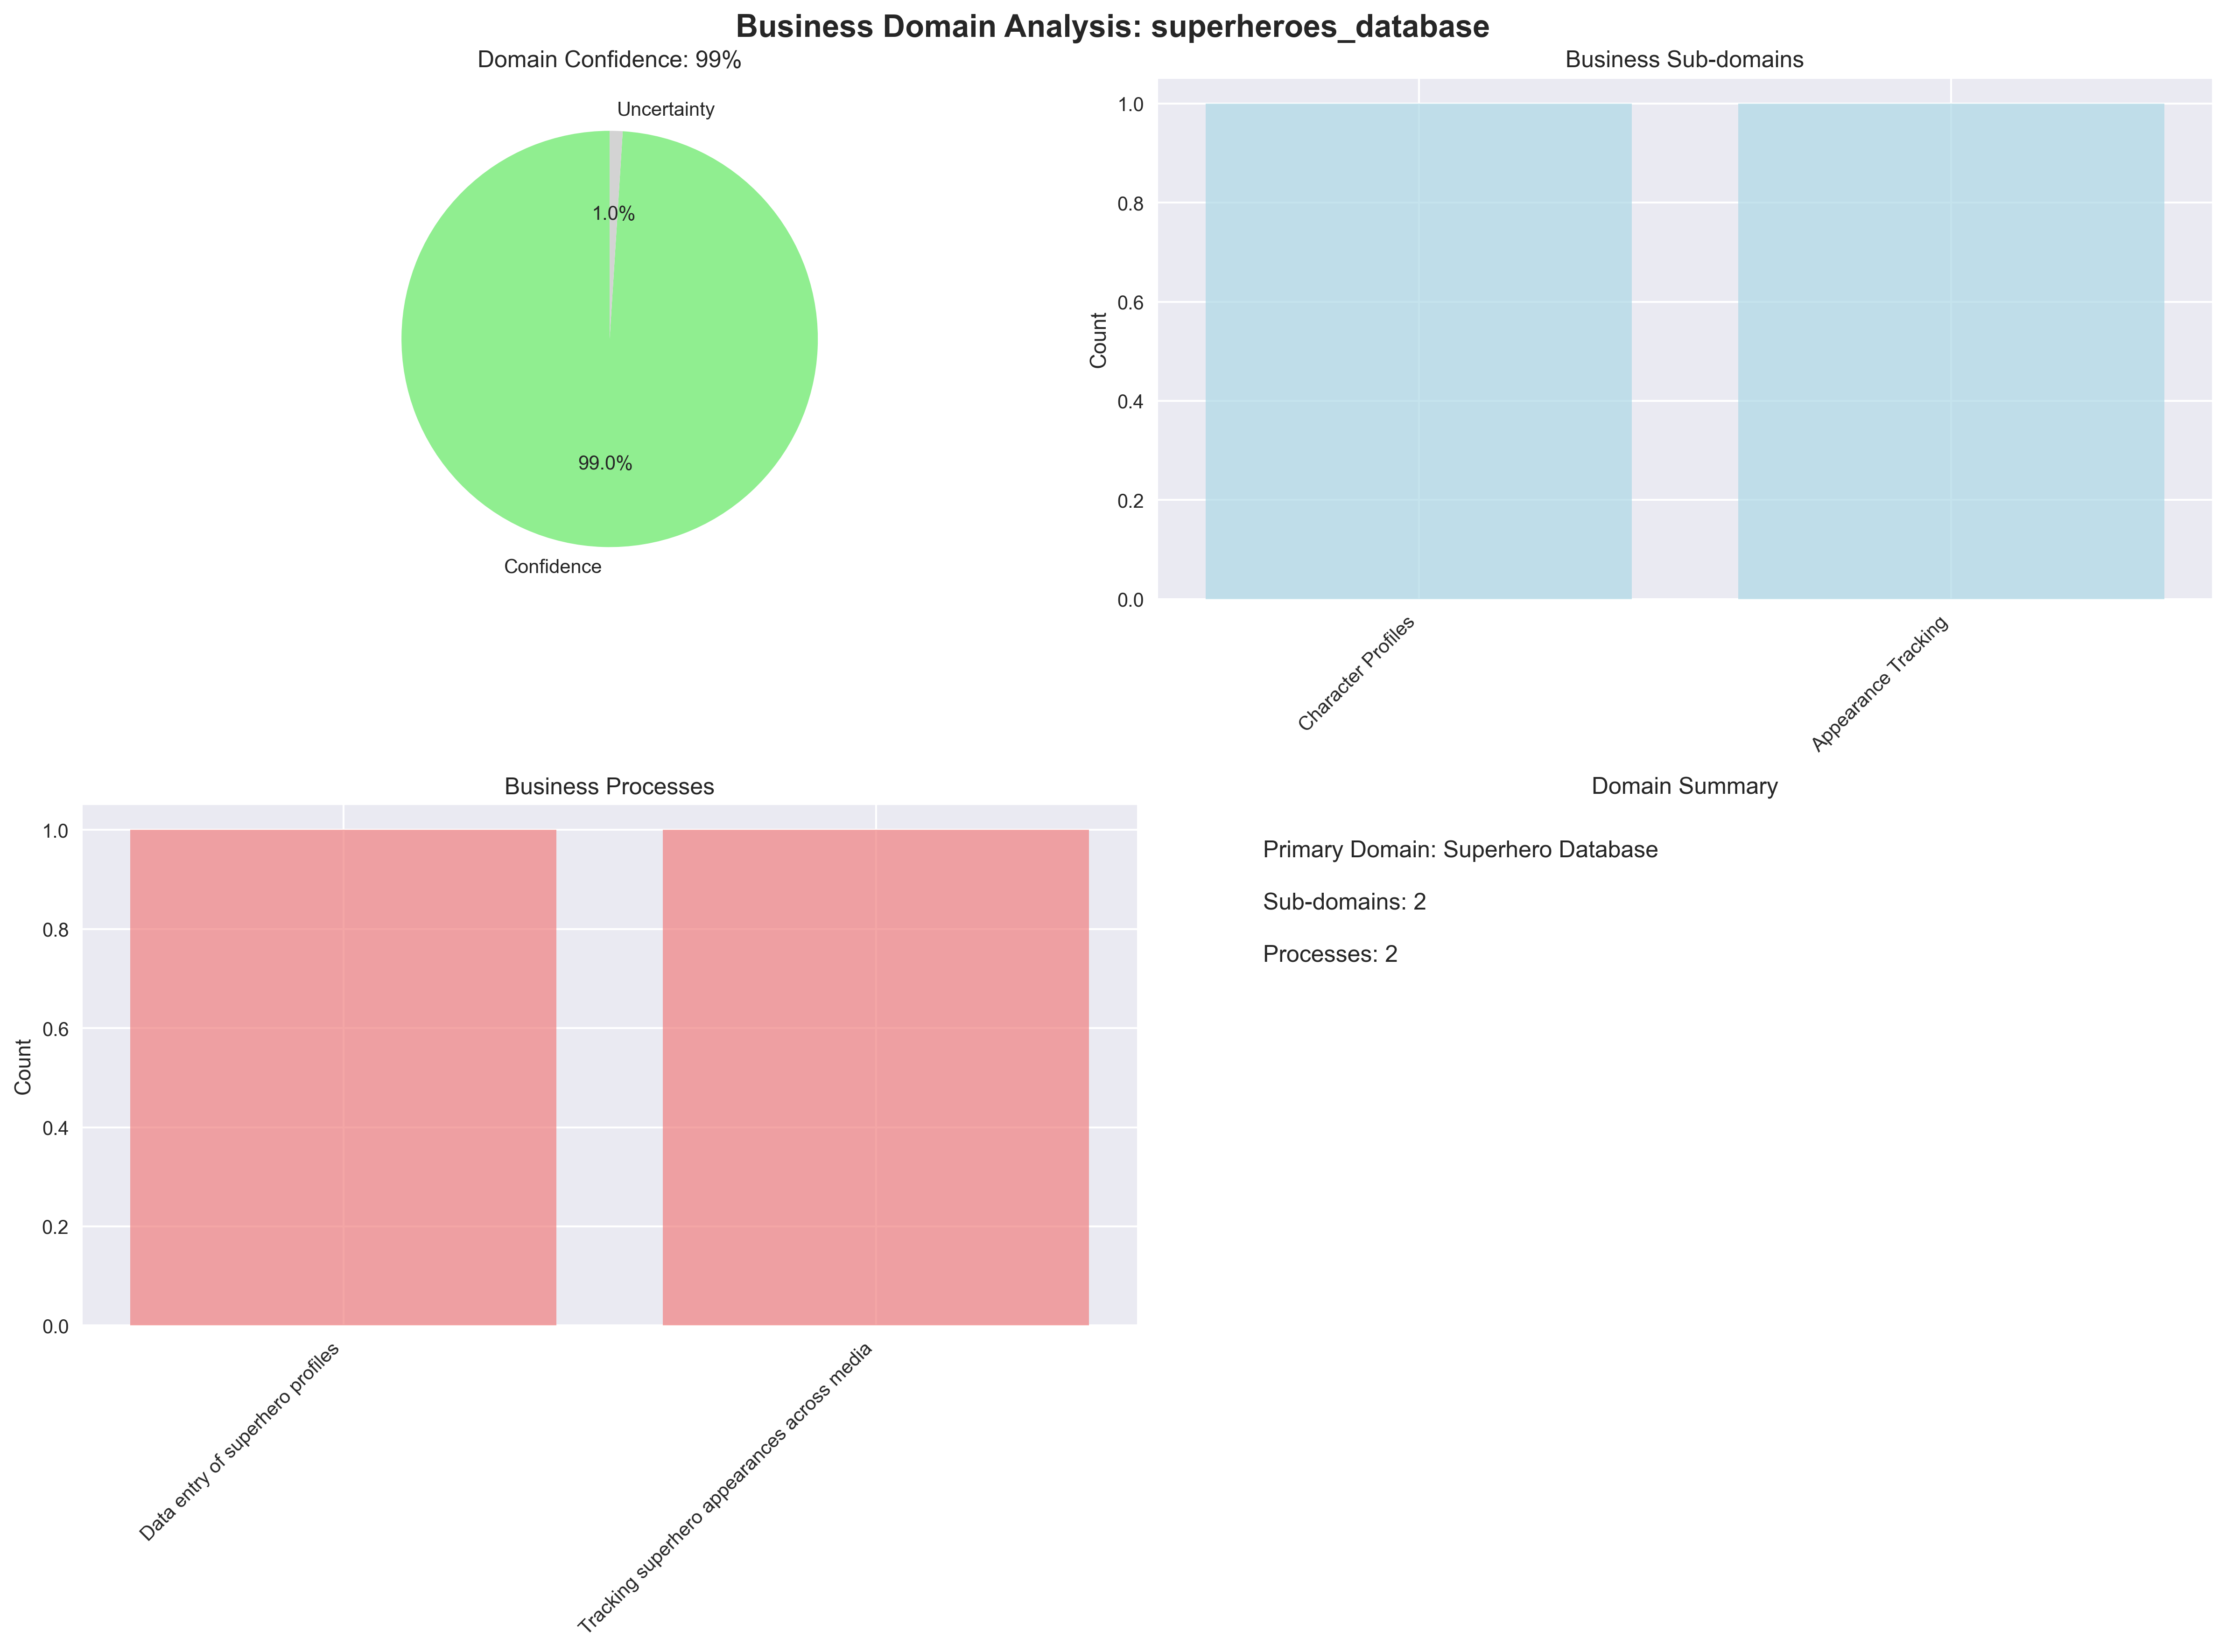 Business Domain Analysis: superheroes_database
Domain Confidence: 99%
Uncertainty
1.0%
99.0%
Confidence
Business Sub-domains
Count
1.0
0.8
0.6
0.4
0.2
0.0
Character Profiles
Appearance Tracking
Business Processes
Count
1.0
0.8
0.6
0.4
0.2
0.0
Data entry of superhero profiles
Tracking superhero appearances across media
Domain Summary
Primary Domain: Superhero Database
Sub-domains: 2
Processes: 2